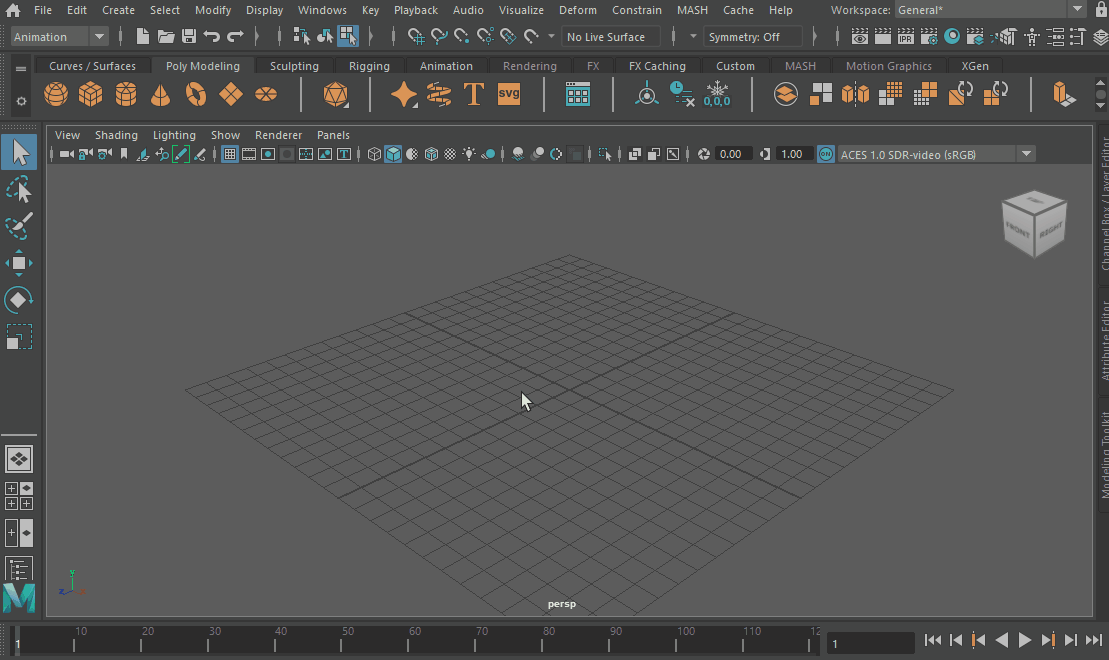 File Edit Create Select Modify Display Windows Key Playback Audio Visualize Deform Constrain MASH Cache Help Workspace: General*
Animation No Live Surface Symmetry: Off IPR
Curves / Surfaces Poly Modeling Sculpting Rigging Animation Rendering FX FX Caching Custom MASH Motion Graphics XGen
T svg 0,0,0
View Shading Lighting Show Renderer Panels
0.00 1.00 ON ACES 1.0 SDR-video (sRGB)
FRONT RIGHT
Channel Box / Layer Editor
Attribute Editor
Modeling Toolkit
y
z
persp
M
1 10 20 30 40 50 60 70 80 90 100 110 12
1